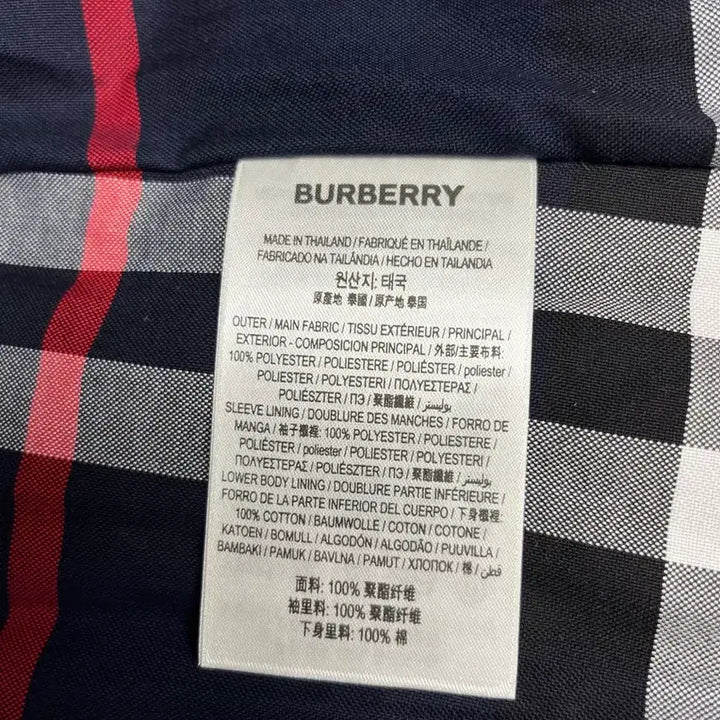 BURBERRY
MADE IN THAILAND / FABRIQUÉ EN THAÏLANDE /
FABRICADO NA TAILÂNDIA / HECHO EN TAILANDIA
원산지: 태국
原產地 泰國 / 原产地 泰国
OUTER / MAIN FABRIC / TISSU EXTÉRIEUR / PRINCIPAL /
EXTERIOR - COMPOSICION PRINCIPAL / 外部/主要布料:
100% POLYESTER / POLIESTERE / POLIÉSTER / poliester /
POLIESTER / POLYESTERI / ΠΟΛΥΕΣΤΕΡΑΣ /
POLIÉSZTER / ПЭ / 聚酯纖維 / بوليستر
SLEEVE LINING / DOUBLURE DES MANCHES / FORRO DE
MANGA / 袖子襯裡: 100% POLYESTER / POLIESTERE /
POLIÉSTER / poliester / POLIESTER / POLYESTERI /
ΠΟΛΥΕΣΤΕΡΑΣ / POLIÉSZTER / ПЭ / 聚酯纖維 / بوليستر
LOWER BODY LINING / DOUBLURE PARTIE INFÉRIEURE /
FORRO DE LA PARTE INFERIOR DEL CUERPO / 下身襯裡:
100% COTTON / BAUMWOLLE / COTON / COTONE /
KATOEN / BOMULL / ALGODÓN / ALGODÃO / PUUVILLA /
BAMBAKI / PAMUK / BAVLNA / PAMUT / ХЛОПОК / 棉 / قطن
面料: 100% 聚酯纤维
袖里料: 100% 聚酯纤维
下身里料: 100% 棉